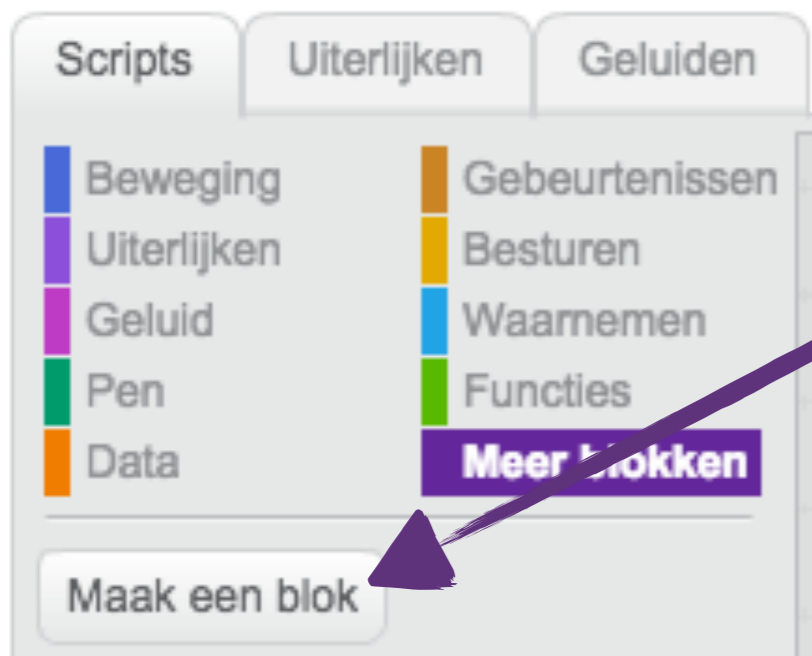 Scripts Uiterlijken Geluiden
Beweging Gebeurtenissen
Uiterlijken Besturen
Geluid Waarnemen
Pen Functies
Data Meer blokken
Maak een blok